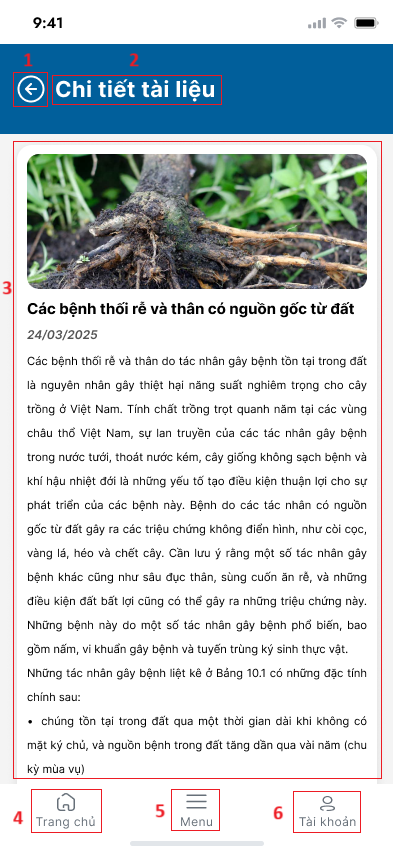 9:41
1
2
Chi tiết tài liệu
3
Các bệnh thối rễ và thân có nguồn gốc từ đất
24/03/2025
Các bệnh thối rễ và thân do tác nhân gây bệnh tồn tại trong đất
là nguyên nhân gây thiệt hại năng suất nghiêm trọng cho cây
trồng ở Việt Nam. Tính chất trồng trọt quanh năm tại các vùng
châu thổ Việt Nam, sự lan truyền của các tác nhân gây bệnh
trong nước tưới, thoát nước kém, cây giống không sạch bệnh và
khí hậu nhiệt đới là những yếu tố tạo điều kiện thuận lợi cho sự
phát triển của các bệnh này. Bệnh do các tác nhân có nguồn
gốc từ đất gây ra các triệu chứng không điển hình, như còi cọc,
vàng lá, héo và chết cây. Cần lưu ý rằng một số tác nhân gây
bệnh khác cũng như sâu đục thân, sùng cuốn ăn rễ, và những
điều kiện đất bất lợi cũng có thể gây ra những triệu chứng này.
Những bệnh này do một số tác nhân gây bệnh phổ biến, bao
gồm nấm, vi khuẩn gây bệnh và tuyến trùng ký sinh thực vật.
Những tác nhân gây bệnh liệt kê ở Bảng 10.1 có những đặc tính
chính sau:
• chúng tồn tại trong đất qua một thời gian dài khi không có
mặt ký chủ, và nguồn bệnh trong đất tăng dần qua vài năm (chu
kỳ mùa vụ)
4
Trang chủ
5
Menu
6
Tài khoản